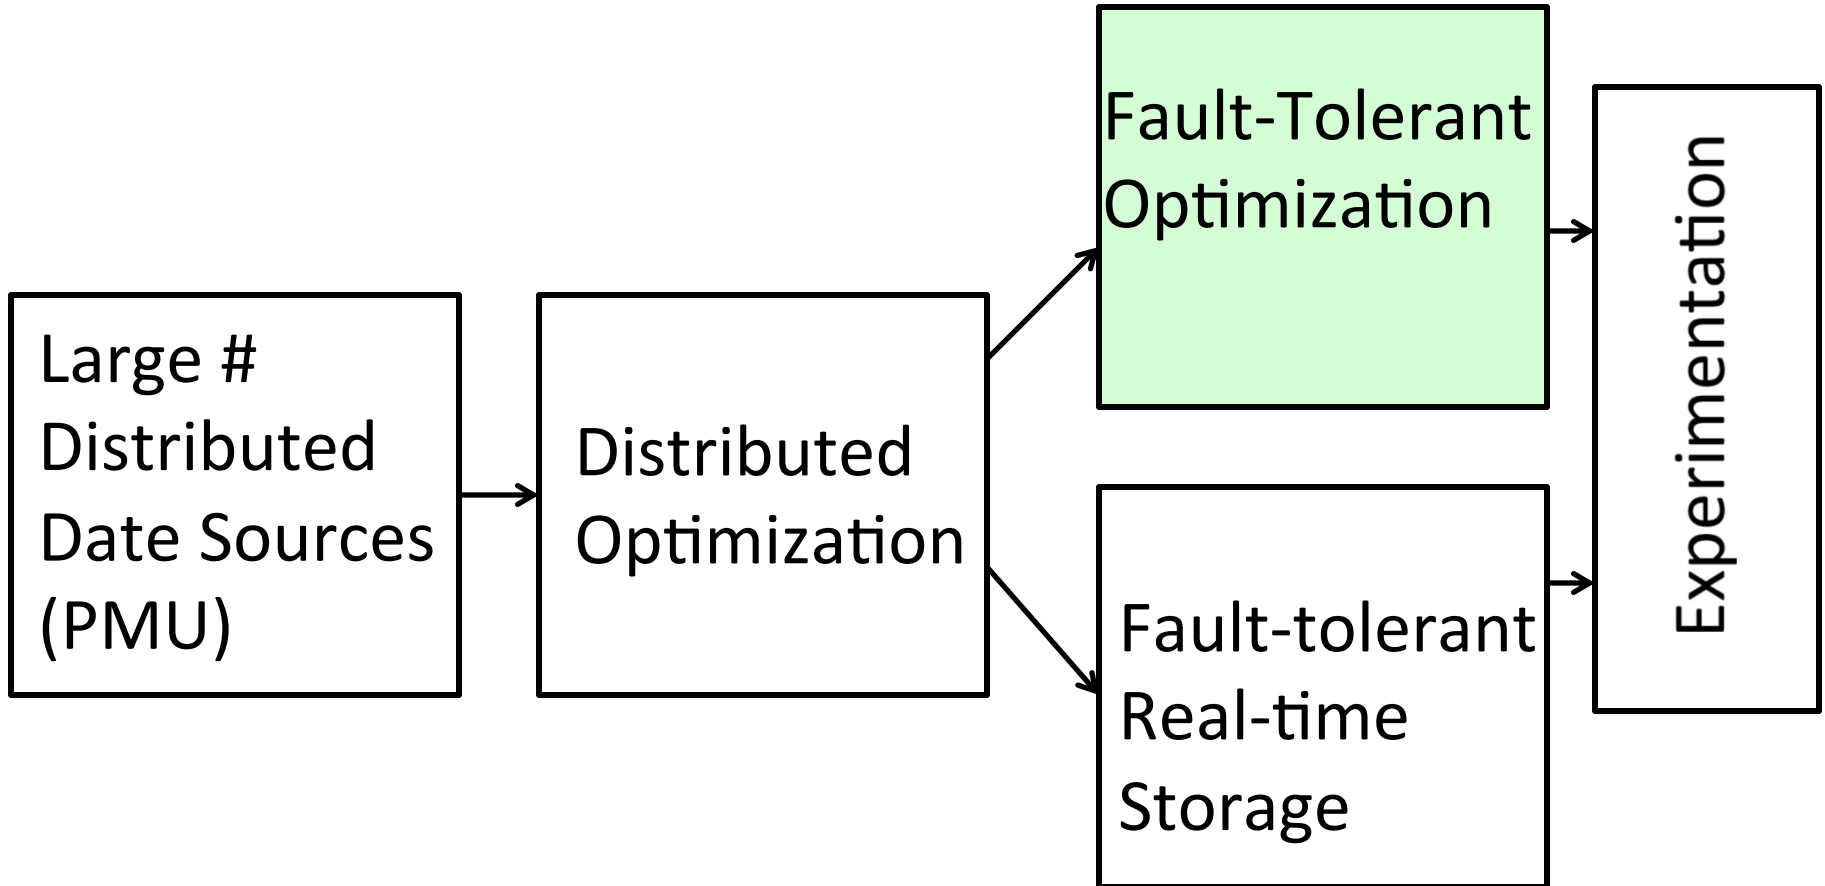 Large #
Distributed
Date Sources
(PMU)
Distributed
Optimization
Fault-Tolerant
Optimization
Fault-tolerant
Real-time
Storage
Experimentation